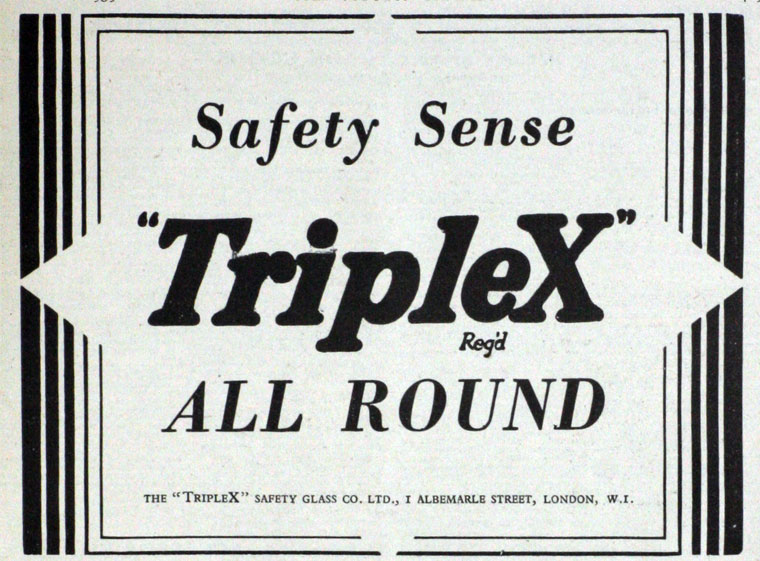 Safety Sense
"TripleX"
Reg'd
ALL ROUND
THE "TRIPLEX" SAFETY GLASS CO. LTD., 1 ALBEMARLE STREET, LONDON, W.1.